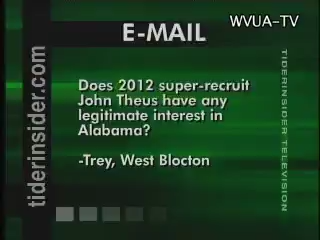 WVUA-TV
E-MAIL
Does 2012 super-recruit
John Theus have any
legitimate interest in
Alabama?
-Trey, West Blocton
tiderinsider.com
TIDERINSIDER TELEVISION